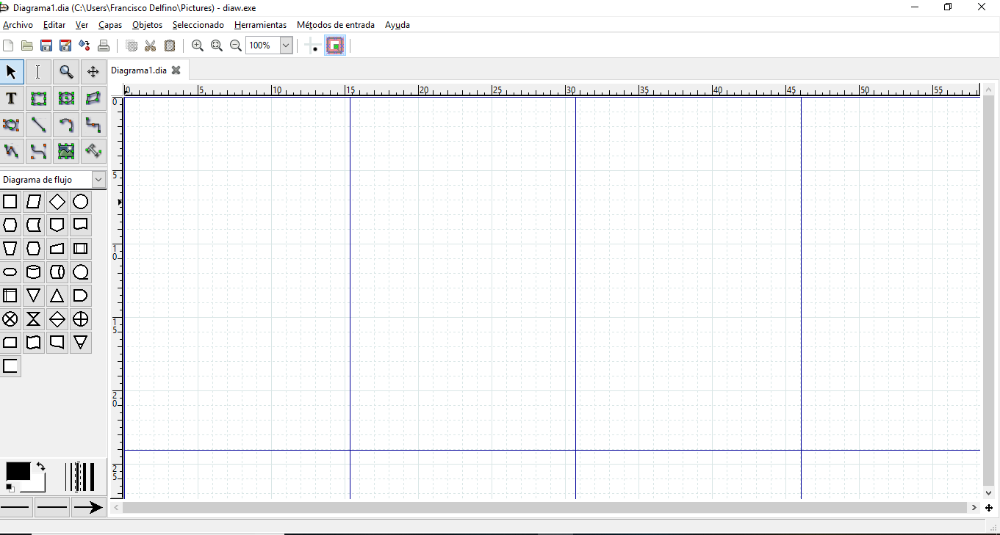 Diagrama1.dia (C:\Users\Francisco Delfino\Pictures) - diaw.exe
Archivo Editar Ver Capas Objetos Seleccionado Herramientas Métodos de entrada Ayuda
100%
Diagrama1.dia
T
0 5 10 15 20 25 30 35 40 45 50 55
0
5
10
15
20
25
Diagrama de flujo